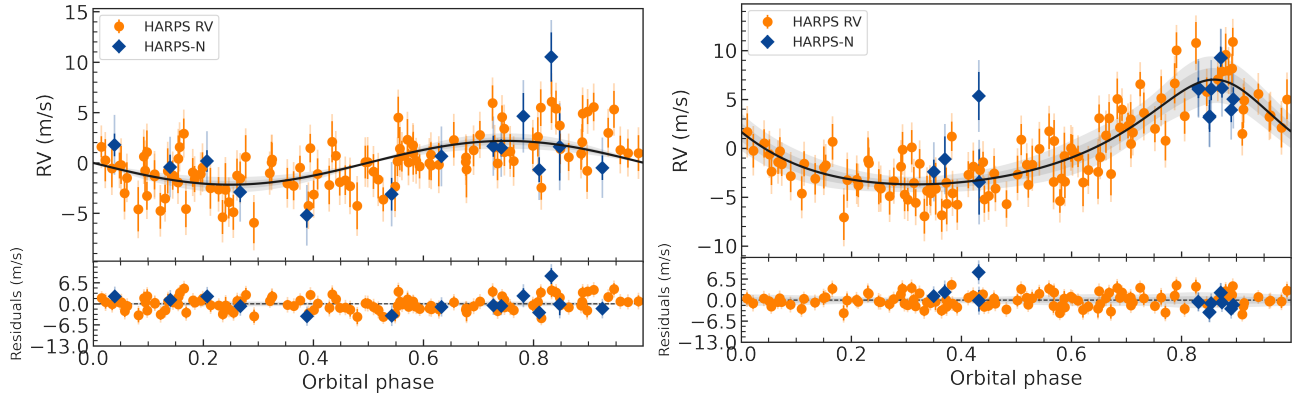 15
10
5
0
−5
RV (m/s)
HARPS RV
HARPS-N
6.5
0.0
−6.5
−13.0
Residuals (m/s)
0.0 0.2 0.4 0.6 0.8
Orbital phase
10
5
0
−5
−10
RV (m/s)
HARPS RV
HARPS-N
6.5
0.0
−6.5
−13.0
Residuals (m/s)
0.0 0.2 0.4 0.6 0.8
Orbital phase